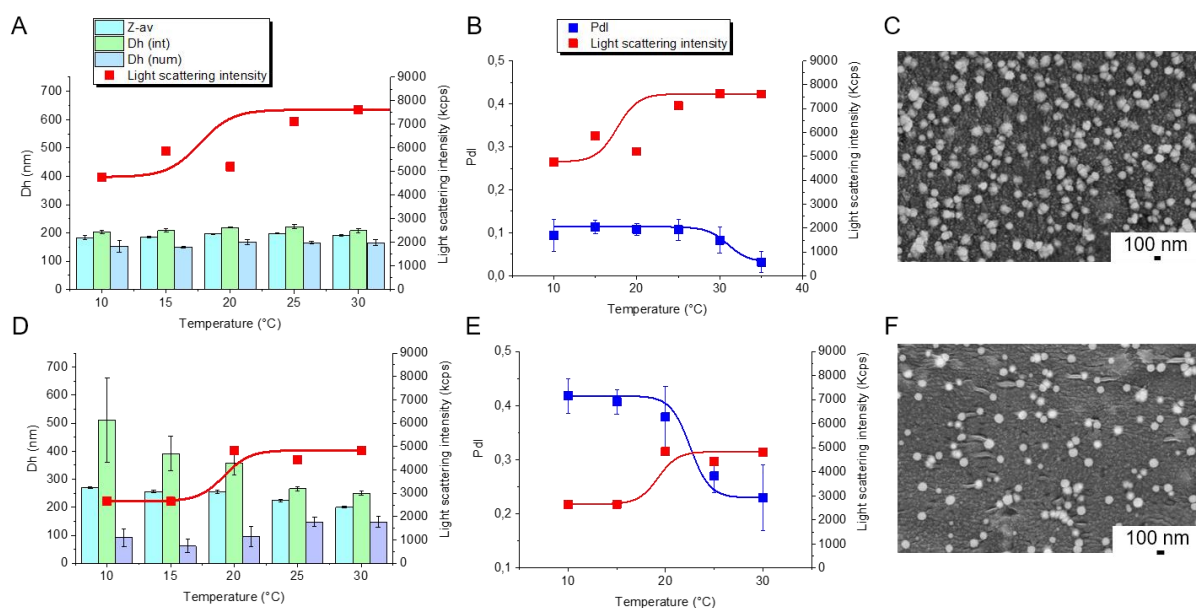 A
Z-av
Dh (int)
Dh (num)
Light scattering intensity
Dh (nm)
700
600
500
400
300
200
100
0
9000
8000
7000
6000
5000
4000
3000
2000
1000
0
Light scattering intensity (kcps)
10 15 20 25 30
Temperature (°C)
B
PdI
Light scattering intensity
PdI
0,5
0,4
0,3
0,2
0,1
0,0
9000
8000
7000
6000
5000
4000
3000
2000
1000
0
Light scattering intensity (Kcps)
10 15 20 25 30 35 40
Temperature (°C)
C
100 nm
D
Dh (nm)
700
600
500
400
300
200
100
0
9000
8000
7000
6000
5000
4000
3000
2000
1000
0
Light scattering intensity (kcps)
10 15 20 25 30
Temperature (°C)
E
PdI
0,5
0,4
0,3
0,2
0,1
9000
8000
7000
6000
5000
4000
3000
2000
1000
0
Light scattering intensity (Kcps)
10 15 20 25 30
Temperature (°C)
F
100 nm